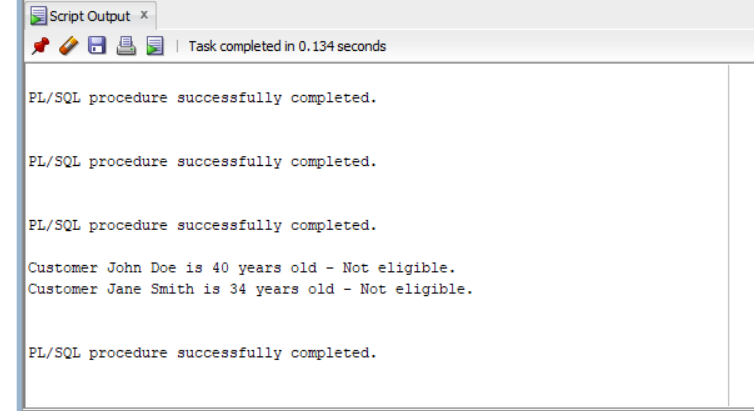 Script Output x
Task completed in 0.134 seconds
PL/SQL procedure successfully completed.
PL/SQL procedure successfully completed.
PL/SQL procedure successfully completed.
Customer John Doe is 40 years old - Not eligible.
Customer Jane Smith is 34 years old - Not eligible.
PL/SQL procedure successfully completed.